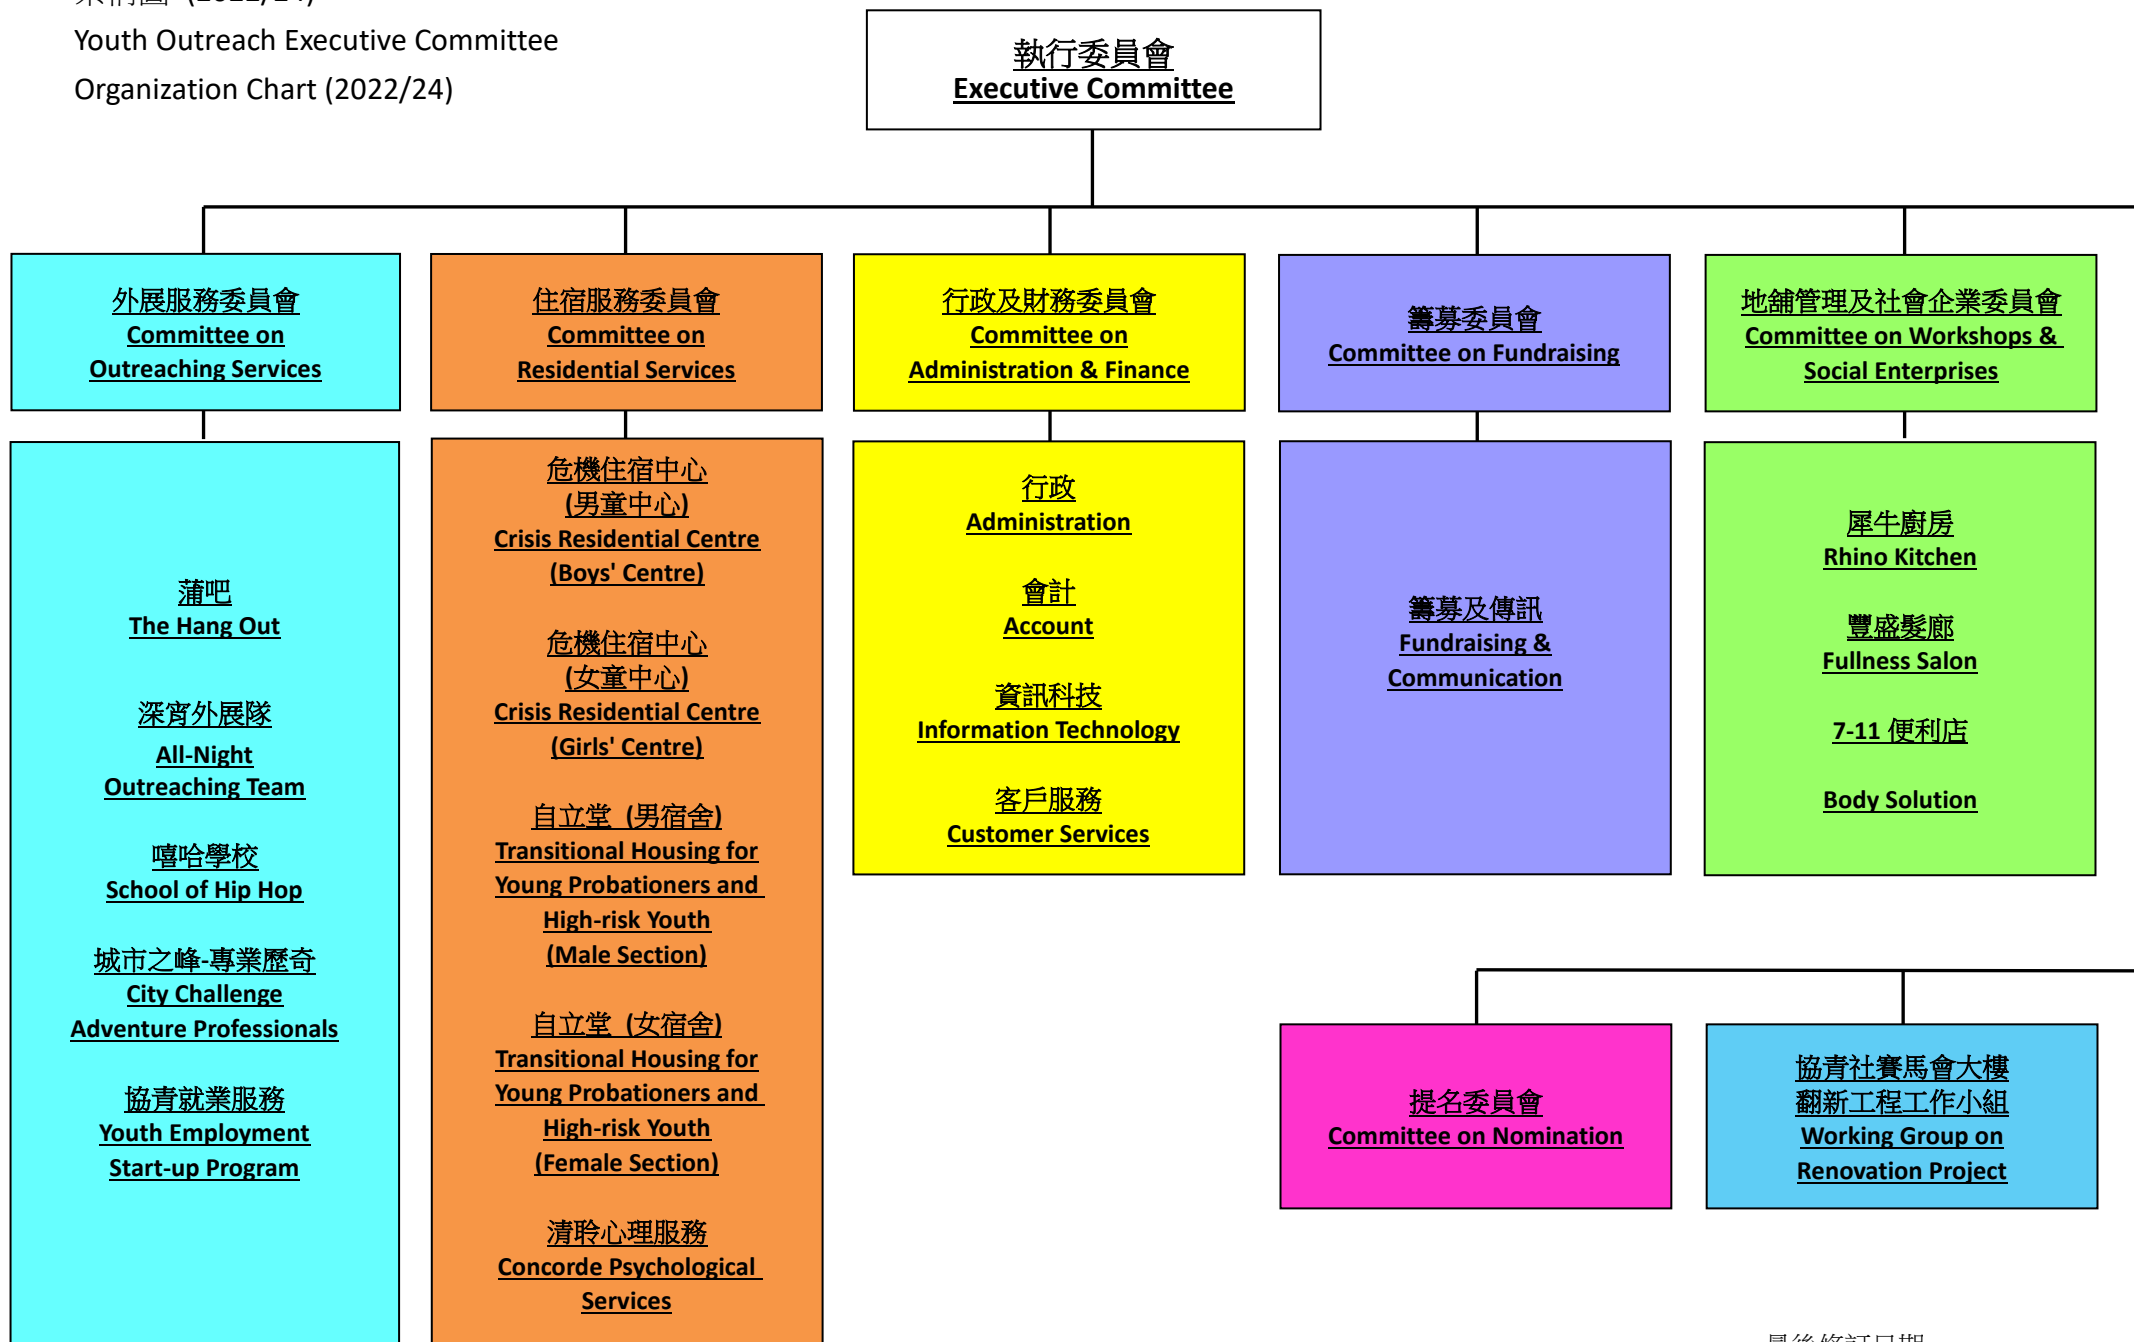 (2022/24)
Youth Outreach Executive Committee
Organization Chart (2022/24)
執行委員會
Executive Committee
外展服務委員會
Committee on
Outreaching Services
住宿服務委員會
Committee on
Residential Services
行政及財務委員會
Committee on
Administration & Finance
籌募委員會
Committee on Fundraising
地舖管理及社會企業委員會
Committee on Workshops &
Social Enterprises
蒲吧
The Hang Out
深宵外展隊
All-Night
Outreaching Team
嘻哈學校
School of Hip Hop
城市之峰-專業歷奇
City Challenge
Adventure Professionals
協青就業服務
Youth Employment
Start-up Program
危機住宿中心
(男童中心)
Crisis Residential Centre
(Boys' Centre)
危機住宿中心
(女童中心)
Crisis Residential Centre
(Girls' Centre)
自立堂 (男宿舍)
Transitional Housing for
Young Probationers and
High-risk Youth
(Male Section)
自立堂 (女宿舍)
Transitional Housing for
Young Probationers and
High-risk Youth
(Female Section)
清聆心理服務
Concorde Psychological
Services
行政
Administration
會計
Account
資訊科技
Information Technology
客戶服務
Customer Services
籌募及傳訊
Fundraising &
Communication
犀牛廚房
Rhino Kitchen
豐盛髮廊
Fullness Salon
7-11 便利店
Body Solution
提名委員會
Committee on Nomination
協青社賽馬會大樓
翻新工程工作小組
Working Group on
Renovation Project
最後修訂日期